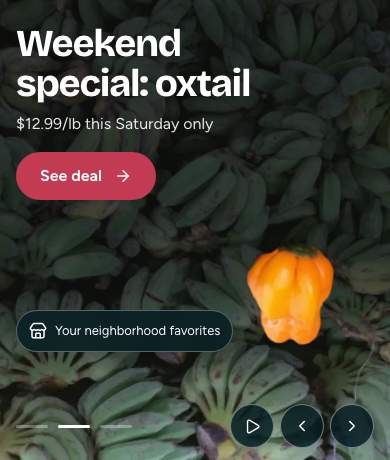 Weekend
special: oxtail
$12.99/lb this Saturday only
See deal
Your neighborhood favorites